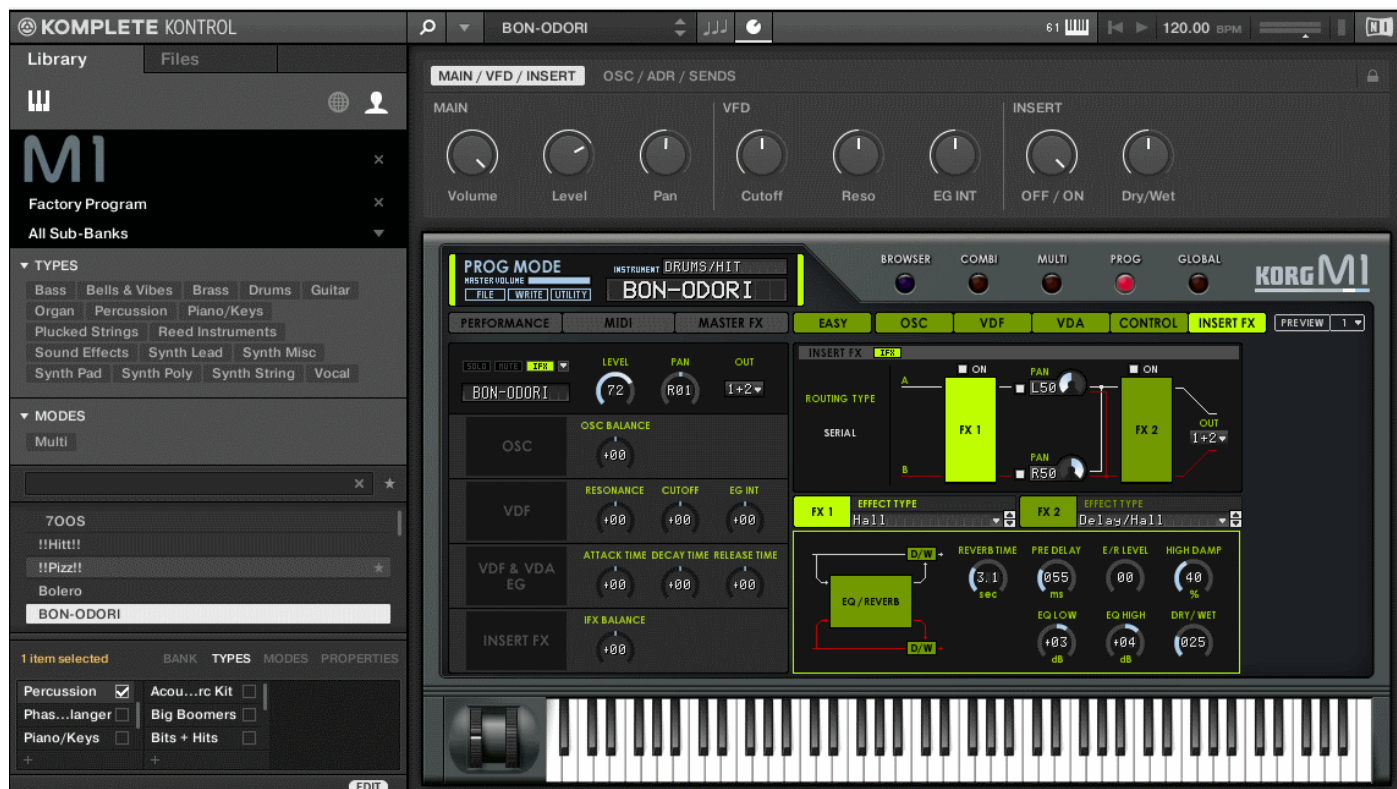 KOMPLETE KONTROL
BON-ODORI
61
120.00 BPM
Library Files
M1
Factory Program
All Sub-Banks
TYPES
Bass Bells & Vibes Brass Drums Guitar
Organ Percussion Piano/Keys
Plucked Strings Reed Instruments
Sound Effects Synth Lead Synth Misc
Synth Pad Synth Poly Synth String Vocal
MODES
Multi
7OOS
!!Hitt!!
!!Pizz!!
Bolero
BON-ODORI
1 item selected BANK TYPES MODES PROPERTIES
Percussion Acou...rc Kit
Phas...langer Big Boomers
Piano/Keys Bits + Hits
+ +
EDIT
MAIN / VFD / INSERT OSC / ADR / SENDS
MAIN VFD INSERT
Volume Level Pan Cutoff Reso EG INT OFF / ON Dry/Wet
PROG MODE INSTRUMENT DRUMS/HIT
MASTER VOLUME
FILE WRITE UTILITY BON-ODORI
BROWSER COMBI MULTI PROG GLOBAL
KORG M1
PERFORMANCE MIDI MASTER FX EASY OSC VDF VDA CONTROL INSERT FX PREVIEW 1
SOLO MUTE IFX LEVEL PAN OUT
BON-ODORI 72 R01 1+2
OSC BALANCE
OSC +00
RESONANCE CUTOFF EG INT
VDF +00 +00 +00
ATTACK TIME DECAY TIME RELEASE TIME
VDF & VDA
EG +00 +00 +00
IFX BALANCE
INSERT FX +00
INSERT FX IFX
ROUTING TYPE
SERIAL
A ON PAN ON
L50
FX 1 FX 2 OUT
1+2
B PAN
R50
FX 1 EFFECT TYPE FX 2 EFFECT TYPE
Hall Delay/Hall
D/W REVERB TIME PRE DELAY E/R LEVEL HIGH DAMP
3.1 055 00 40
sec ms %
EQ/REVERB
EQ LOW EQ HIGH DRY/WET
D/W +03 +04 025
dB dB